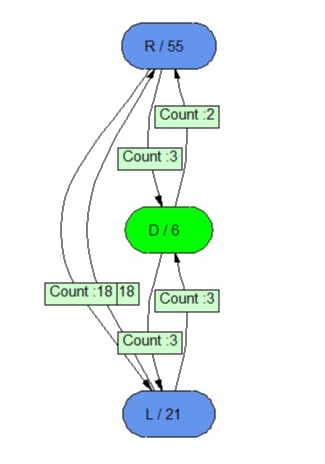 R / 55
Count :2
Count :3
D / 6
Count :18
18
Count :3
Count :3
L / 21